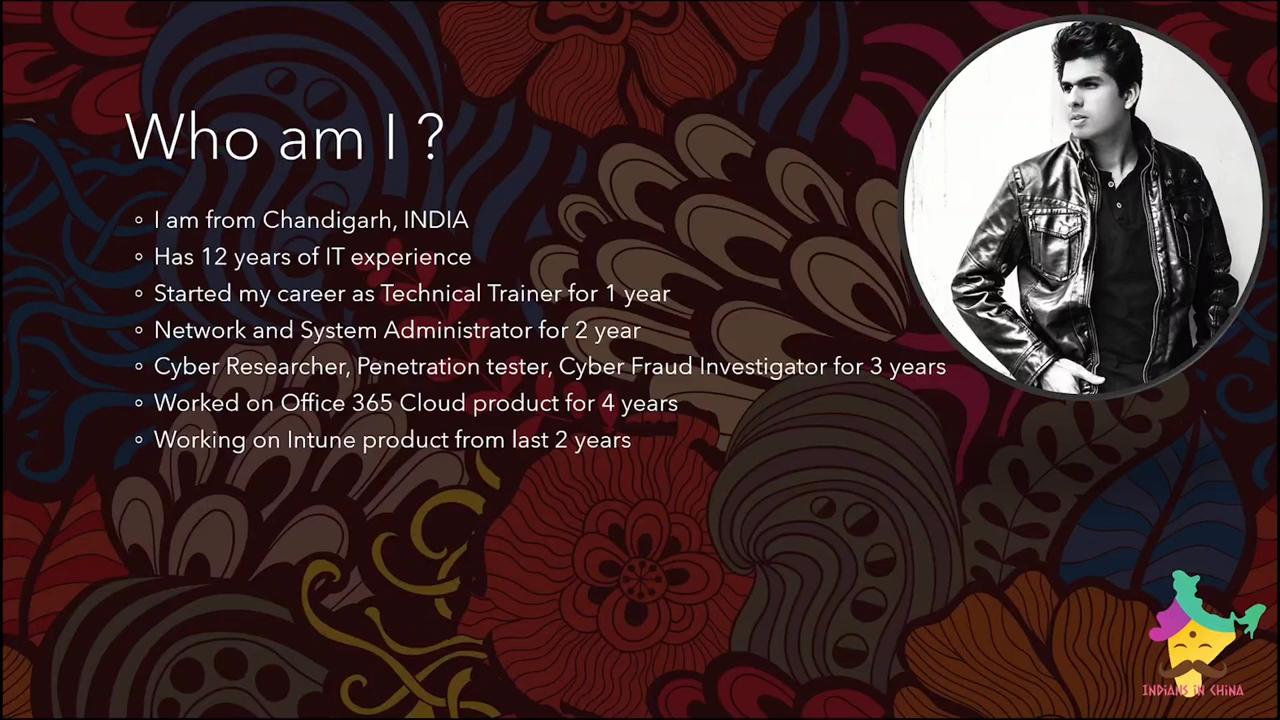 Who am I ?
I am from Chandigarh, INDIA
Has 12 years of IT experience
Started my career as Technical Trainer for 1 year
Network and System Administrator for 2 year
Cyber Researcher, Penetration tester, Cyber Fraud Investigator for 3 years
Worked on Office 365 Cloud product for 4 years
Working on Intune product from last 2 years
INDIANS IN CHINA